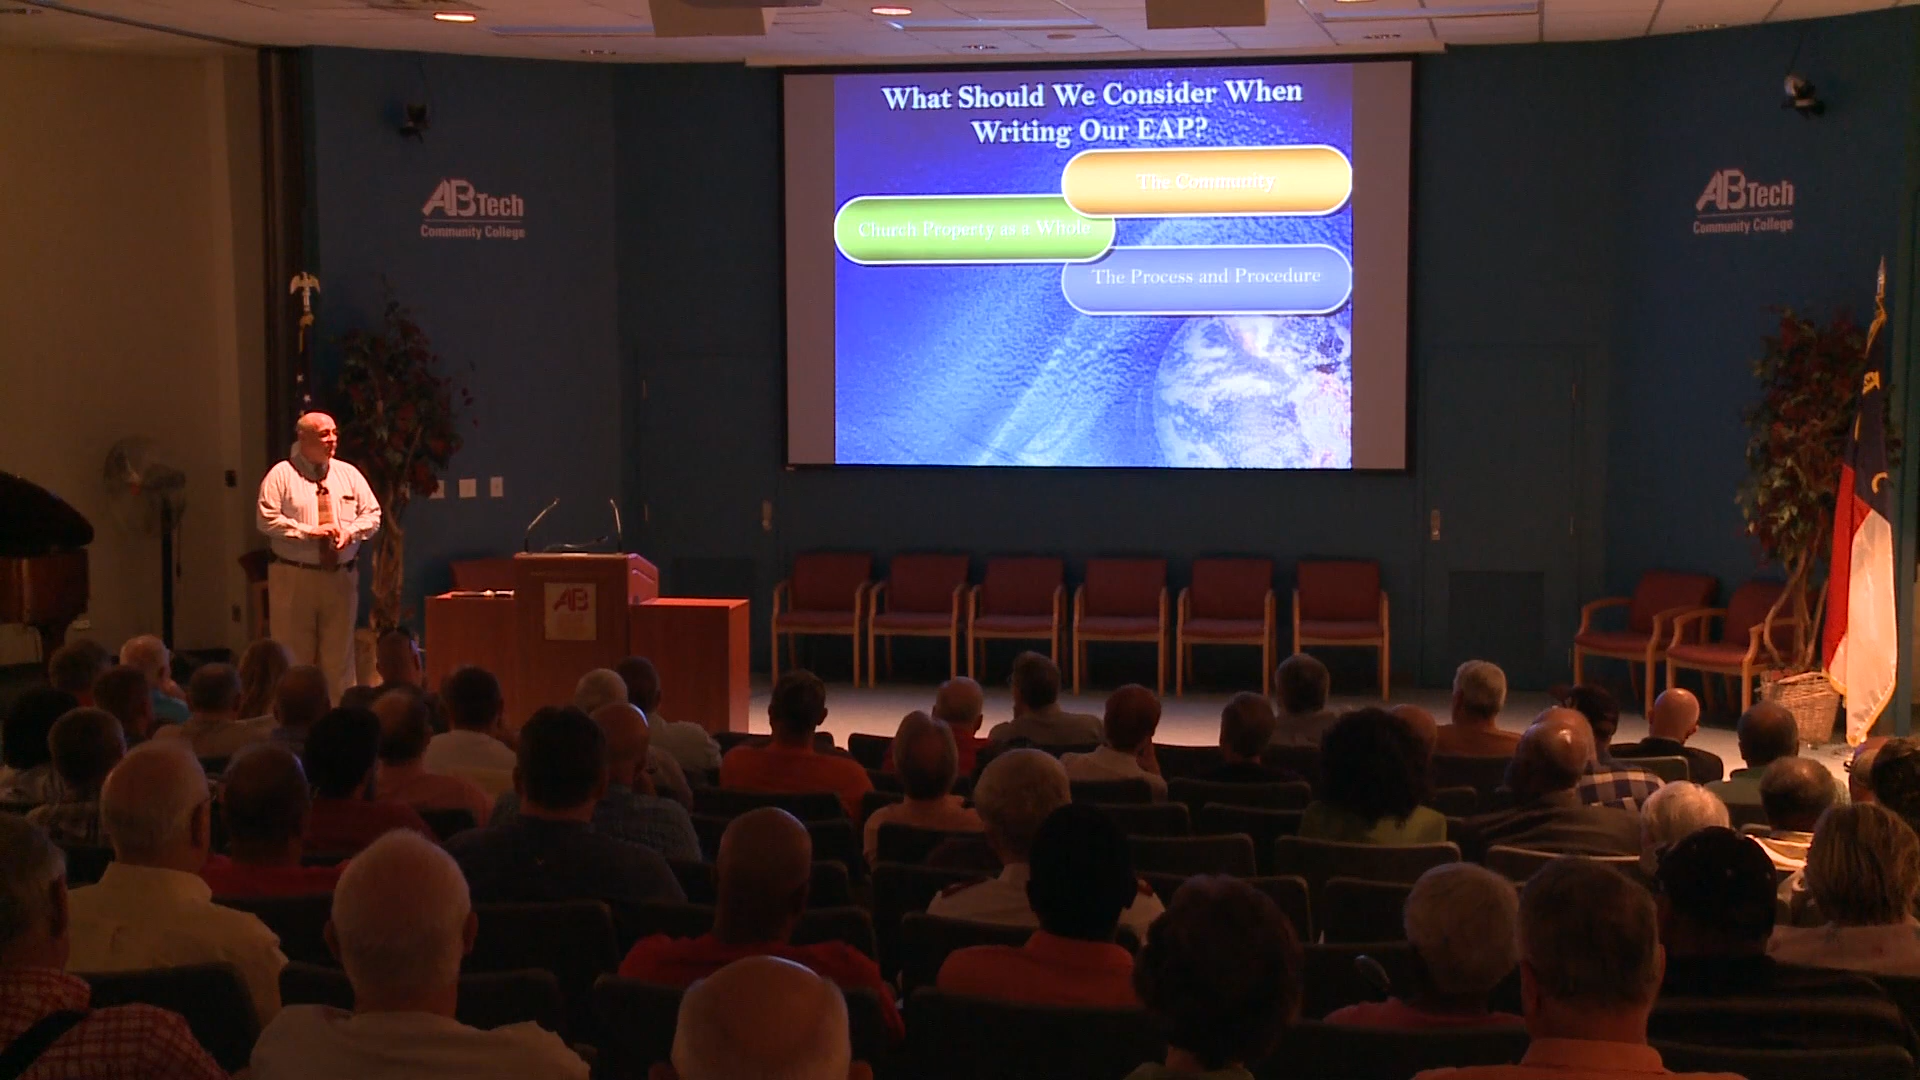 What Should We Consider When
Writing Our EAP?
The Community
Church Property as a Whole
The Process and Procedure
ABTech
Community College
ABTech
Community College
AB